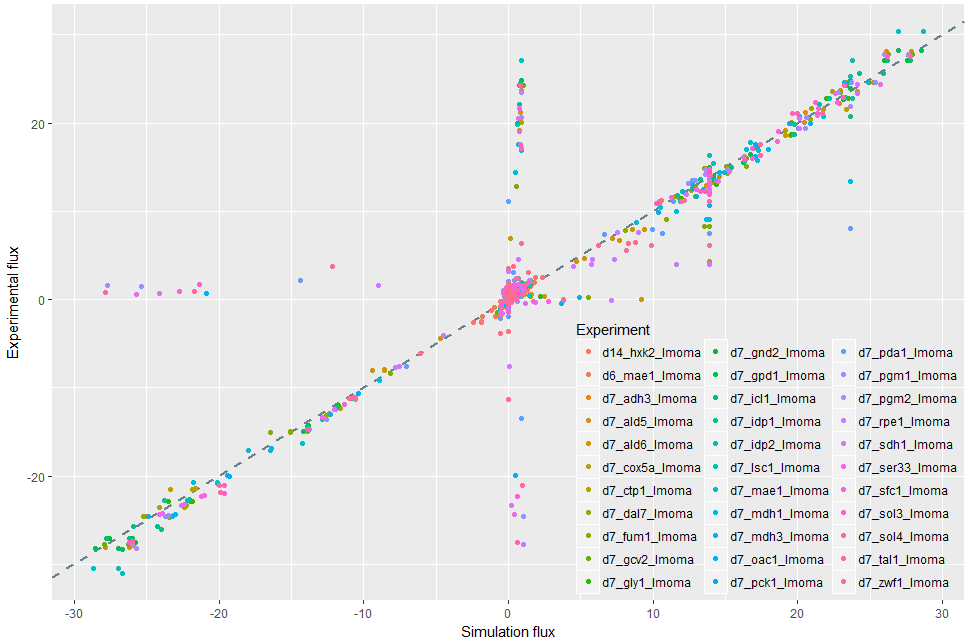 20
0
-20
-30
-20
-10
0
10
20
30
Experimental flux
Simulation flux
Experiment
d14_hxk2_lmoma
d6_mae1_lmoma
d7_adh3_lmoma
d7_ald5_lmoma
d7_ald6_lmoma
d7_cox5a_lmoma
d7_ctp1_lmoma
d7_dal7_lmoma
d7_fum1_lmoma
d7_gcv2_lmoma
d7_gly1_lmoma
d7_gnd2_lmoma
d7_gpd1_lmoma
d7_icl1_lmoma
d7_idp1_lmoma
d7_idp2_lmoma
d7_lsc1_lmoma
d7_mae1_lmoma
d7_mdh1_lmoma
d7_mdh3_lmoma
d7_oac1_lmoma
d7_pck1_lmoma
d7_pda1_lmoma
d7_pgm1_lmoma
d7_pgm2_lmoma
d7_rpe1_lmoma
d7_sdh1_lmoma
d7_ser33_lmoma
d7_sfc1_lmoma
d7_sol3_lmoma
d7_sol4_lmoma
d7_tal1_lmoma
d7_zwf1_lmoma